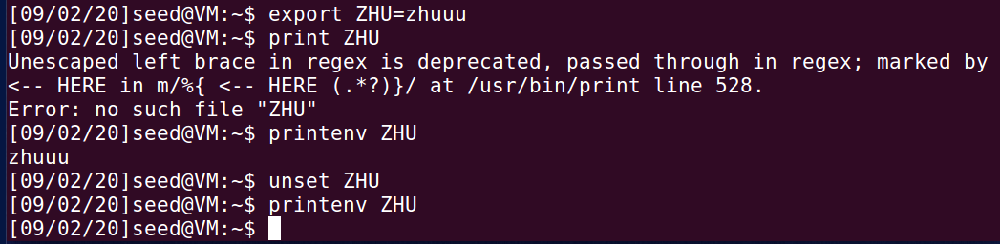 [09/02/20]seed@VM:~$ export ZHU=zhuuu
[09/02/20]seed@VM:~$ print ZHU
Unescaped left brace in regex is deprecated, passed through in regex; marked by
<-- HERE in m/%{ <-- HERE (.*?)}/ at /usr/bin/print line 528.
Error: no such file "ZHU"
[09/02/20]seed@VM:~$ printenv ZHU
zhuuu
[09/02/20]seed@VM:~$ unset ZHU
[09/02/20]seed@VM:~$ printenv ZHU
[09/02/20]seed@VM:~$